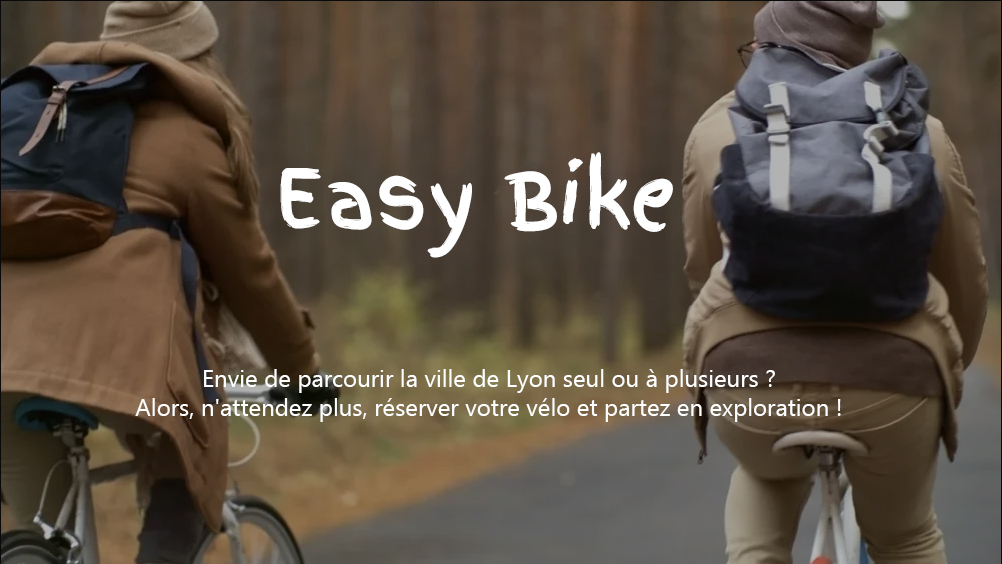 Easy Bike
Envie de parcourir la ville de Lyon seul ou à plusieurs ?
Alors, n'attendez plus, réserver votre vélo et partez en exploration !